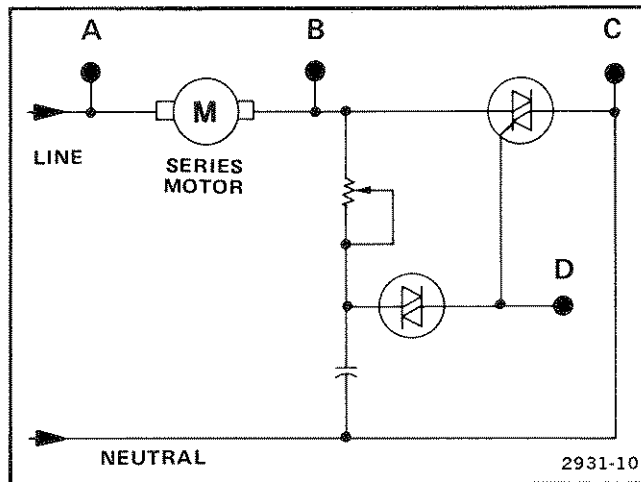 A
B
C
M
LINE
SERIES
MOTOR
D
NEUTRAL
2931-10